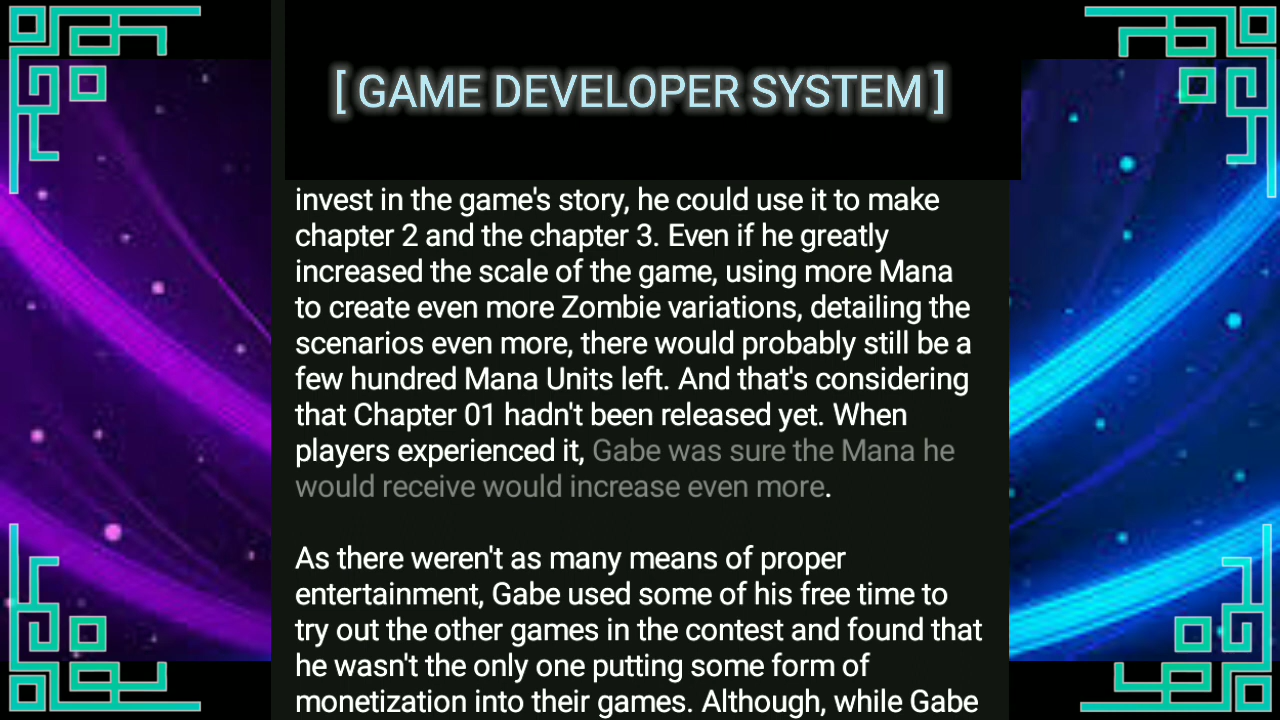 [ GAME DEVELOPER SYSTEM ]
invest in the game's story, he could use it to make
chapter 2 and the chapter 3. Even if he greatly
increased the scale of the game, using more Mana
to create even more Zombie variations, detailing the
scenarios even more, there would probably still be a
few hundred Mana Units left. And that's considering
that Chapter 01 hadn't been released yet. When
players experienced it, Gabe was sure the Mana he
would receive would increase even more.
As there weren't as many means of proper
entertainment, Gabe used some of his free time to
try out the other games in the contest and found that
he wasn't the only one putting some form of
monetization into their games. Although, while Gabe